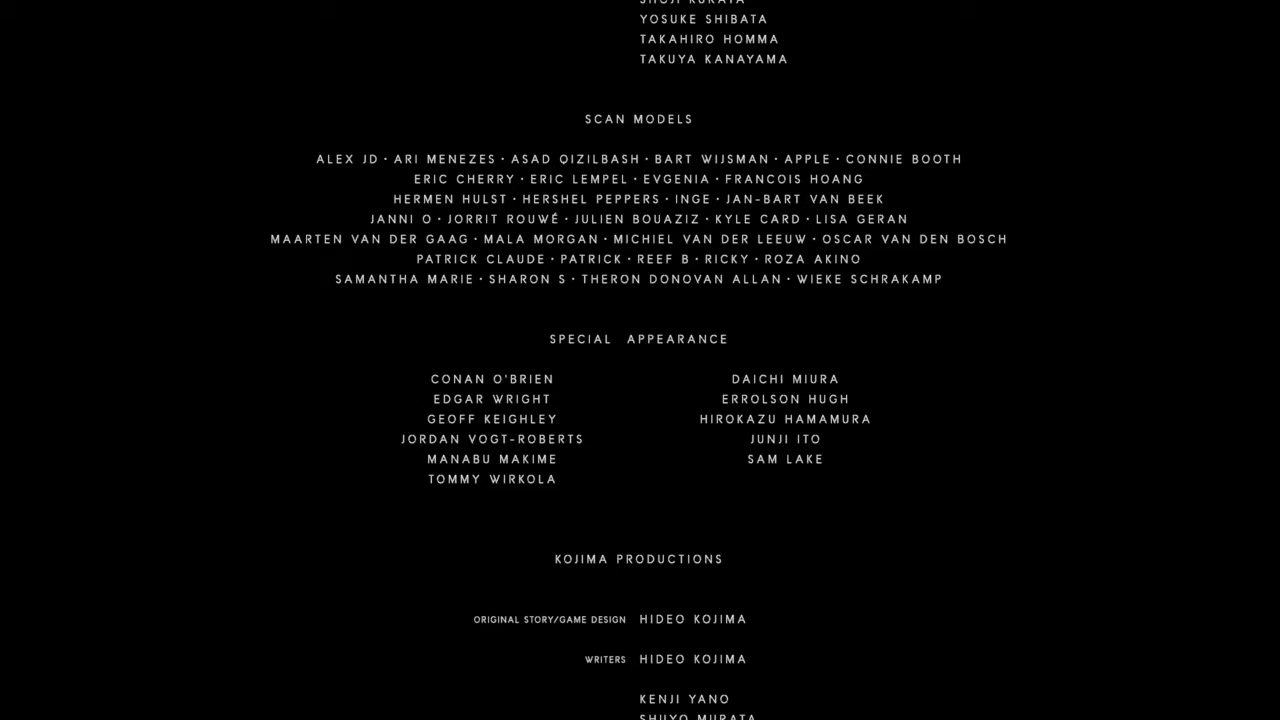 SHOJI KURATA
YOSUKE SHIBATA
TAKAHIRO HOMMA
TAKUYA KANAYAMA
SCAN MODELS
ALEX JD · ARI MENEZES · ASAD QIZILBASH · BART WIJSMAN · APPLE · CONNIE BOOTH
ERIC CHERRY · ERIC LEMPEL · EVGENIA · FRANCOIS HOANG
HERMEN HULST · HERSHEL PEPPERS · INGE · JAN-BART VAN BEEK
JANNI O · JORRIT ROUWÉ · JULIEN BOUAZIZ · KYLE CARD · LISA GERAN
MAARTEN VAN DER GAAG · MALA MORGAN · MICHIEL VAN DER LEEUW · OSCAR VAN DEN BOSCH
PATRICK CLAUDE · PATRICK · REEF B · RICKY · ROZA AKINO
SAMANTHA MARIE · SHARON S · THERON DONOVAN ALLAN · WIEKE SCHRAKAMP
SPECIAL APPEARANCE
CONAN O'BRIEN
EDGAR WRIGHT
GEOFF KEIGHLEY
JORDAN VOGT-ROBERTS
MANABU MAKIME
TOMMY WIRKOLA
DAICHI MIURA
ERROLSON HUGH
HIROKAZU HAMAMURA
JUNJI ITO
SAM LAKE
KOJIMA PRODUCTIONS
ORIGINAL STORY/GAME DESIGN HIDEO KOJIMA
WRITERS HIDEO KOJIMA
KENJI YANO
SHUYO MURATA